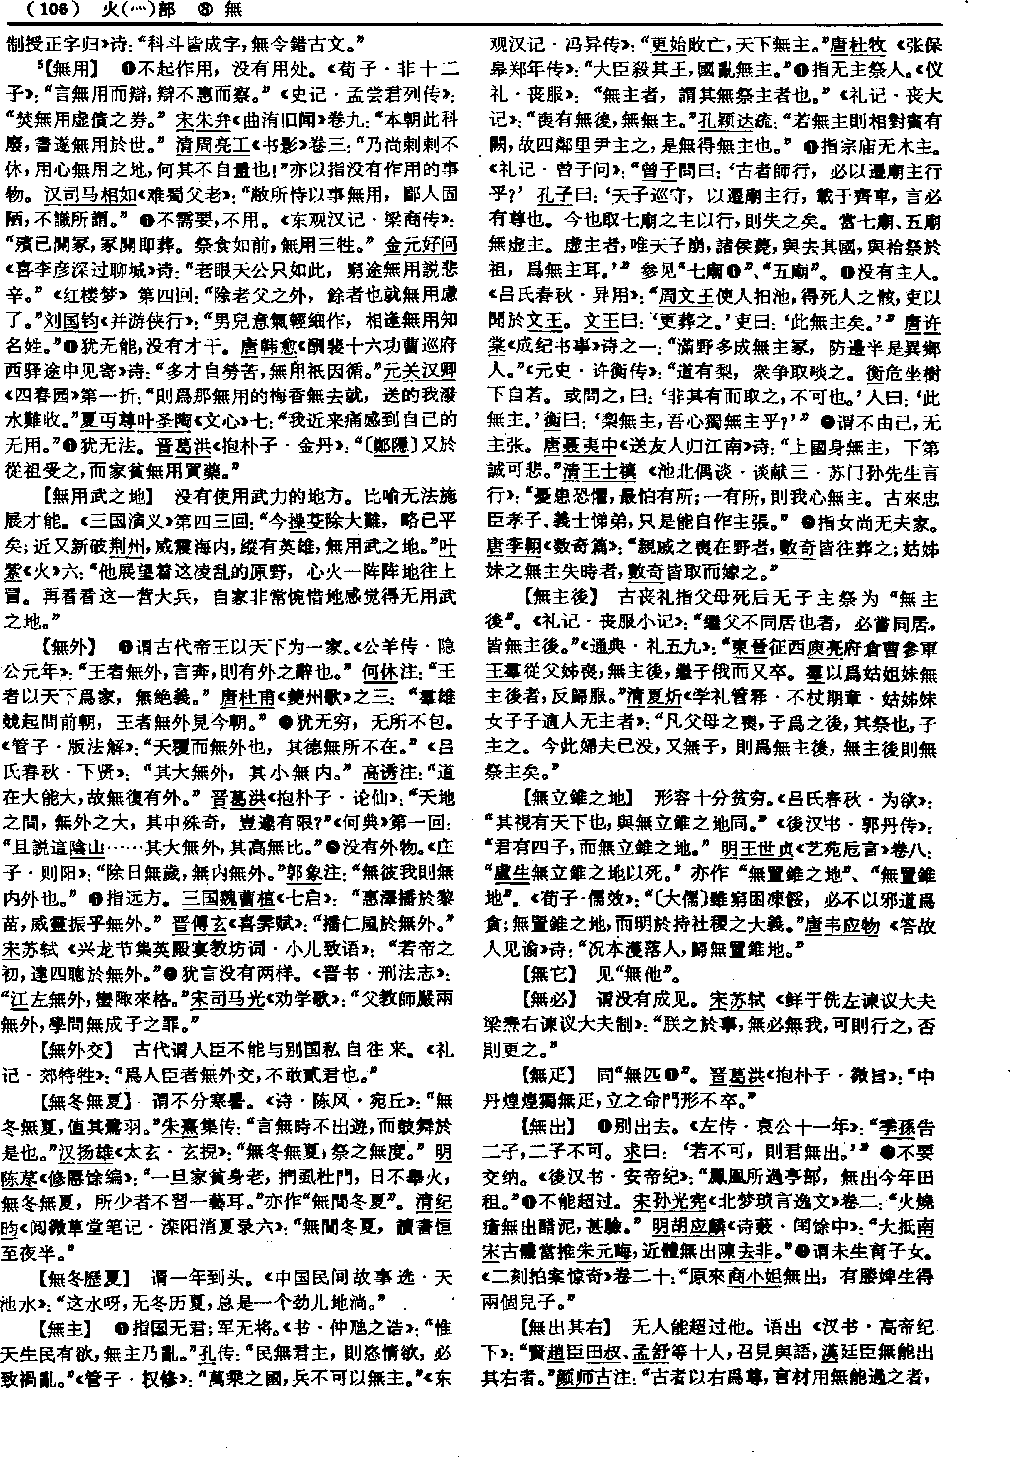 （106） 火(灬)部 ⑧ 無
制授正字归》诗：“科斗皆成字，無令錯古文。”
5【無用】 ❶不起作用，没有用处。《荀子·非十二
子》：“言無用而辯，辯不惠而察。”《史记·孟尝君列传》：
“焚無用虚債之券。” 宋朱弁《曲洧旧闻》卷九：“本朝此科
廢，書遂無用於世。” 清周亮工《书影》卷三：“乃尚剌剌不
休，用心無用之地，何其不自量也！”亦以指没有作用的事
物。汉司马相如《难蜀父老》：“敝所恃以事無用，鄙人固
陋，不識所謂。” ❷不需要，不用。《东观汉记·梁商传》：
“殯已開冢，冢開即葬。祭食如前，無用三牲。” 金元好问
《喜李彦深过聊城》诗：“老眼天公只如此，窮途無用説悲
辛。”《红楼梦》第四回：“除老父之外，餘者也就無用慮
了。”刘国钧《并游侠行》：“男兒意氣輕細作，相逢無用知
名姓。”❸犹无能，没有才干。唐韩愈《酬裴十六功曹巡府
西驿途中见寄》诗：“多才自勞苦，無用祇因循。”元关汉卿
《四春园》第一折：“則爲那無用的梅香無去就，送的我潑
水難收。”夏丏尊叶圣陶《文心》七：“我近来痛感到自己的
无用。”❹犹无法。晋葛洪《抱朴子·金丹》：“〔鄭隱〕又於
從祖受之，而家貧無用買藥。”
【無用武之地】 没有使用武力的地方。比喻无法施
展才能。《三国演义》第四三回：“今操芟除大難，略已平
矣；近又新破荆州，威震海内，縱有英雄，無用武之地。”叶
紫《火》六：“他展望着这凌乱的原野，心火一阵阵地往上
冒。再看看这一营大兵，自家非常惋惜地感觉得无用武
之地。”
【無外】 ❶谓古代帝王以天下为一家。《公羊传·隐
公元年》：“王者無外，言奔，則有外之辭也。” 何休注：“王
者以天下爲家，無絶義。” 唐杜甫《夔州歌》之三：“羣雄
競起問前朝，王者無外見今朝。” ❷犹无穷，无所不包。
《管子·版法解》：“天覆而無外也，其德無所不在。”《吕
氏春秋·下贤》：“其大無外，其小無内。” 高诱注：“道
在大能大，故無復有外。” 晋葛洪《抱朴子·论仙》：“天地
之間，無外之大，其中殊奇，豈遽有限？”《何典》第一回：
“且説這陰山……其大無外，其高無比。”❸没有外物。《庄
子·则阳》：“除日無歲，無内無外。”郭象注：“無彼我則無
内外也。” ❹指远方。三国魏曹植《七启》：“惠澤播於黎
苗，威靈振乎無外。” 晋傅玄《喜霁赋》：“播仁風於無外。”
宋苏轼《兴龙节集英殿宴教坊词·小儿致语》：“若帝之
初，達四聰於無外。”❺犹言没有两样。《晋书·刑法志》：
“江左無外，蠻陬來格。”宋司马光《劝学歌》：“父教師嚴兩
無外，學問無成子之罪。”
【無外交】 古代谓人臣不能与别国私自往来。《礼
记·郊特牲》：“爲人臣者無外交，不敢貳君也。”
【無冬無夏】 谓不分寒暑。《诗·陈风·宛丘》：“無
冬無夏，值其鷺羽。”朱熹集传：“言無時不出遊，而鼓舞於
是也。”汉扬雄《太玄·玄掜》：“無冬無夏，祭之無度。” 明
陈荩《修慝馀编》：“一旦家貧身老，捫虱杜門，日不舉火，
無冬無夏，所少者不習一藝耳。”亦作“無間冬夏”。清纪
昀《阅微草堂笔记·滦阳消夏录六》：“無間冬夏，讀書恒
至夜半。”
【無冬歷夏】 谓一年到头。《中国民间故事选·天
池水》：“这水呀，无冬历夏，总是一个劲儿地淌。”
【無主】 ❶指国无君；军无将。《书·仲虺之诰》：“惟
天生民有欲，無主乃亂。”孔传：“民無君主，則恣情欲，必
致禍亂。”《管子·权修》：“萬乘之國，兵不可以無主。”《东
观汉记·冯异传》：“更始敗亡，天下無主。”唐杜牧《张保
皋郑年传》：“大臣殺其王，國亂無主。”❷指无主祭人。《仪
礼·丧服》：“無主者，謂其無祭主者也。”《礼记·丧大
记》：“喪有無後，無無主。”孔颖达疏：“若無主則相對賓有
闕，故四鄰里尹主之，是無得無主也。” ❸指宗庙无木主。
《礼记·曾子问》：“曾子問曰：‘古者師行，必以遷廟主行
乎？’ 孔子曰：‘天子巡守，以遷廟主行，載于齊車，言必
有尊也。今也取七廟之主以行，則失之矣。當七廟、五廟
無虚主。虚主者，唯天子崩，諸侯薨，與去其國，與祫祭於
祖，爲無主耳。’” 参见“七廟❶”、“五廟”。❹没有主人。
《吕氏春秋·异用》：“周文王使人抇池，得死人之骸，吏以
聞於文王。文王曰：‘更葬之。’吏曰：‘此無主矣。’” 唐许
棠《成纪书事》诗之一：“滿野多成無主冢，防邊半是異鄉
人。”《元史·许衡传》：“道有梨，衆争取啖之。衡危坐樹
下自若。或問之，曰：‘非其有而取之，不可也。’人曰：‘此
無主。’衡曰：‘梨無主，吾心獨無主乎？’” ❺谓不由己，无
主张。唐聂夷中《送友人归江南》诗：“上國身無主，下第
誠可悲。”清王士禛《池北偶谈·谈献三·苏门孙先生言
行》：“憂患恐懼，最怕有所；一有所，則我心無主。古來忠
臣孝子、義士悌弟，只是能自作主張。” ❻指女尚无夫家。
唐李翱《数奇篇》：“親戚之喪在野者，數奇皆往葬之；姑姊
妹之無主失時者，數奇皆取而嫁之。”
【無主後】 古丧礼指父母死后无子主祭为“無主
後”。《礼记·丧服小记》：“繼父不同居也者，必嘗同居。
皆無主後。”《通典·礼五九》：“東晉征西庾亮府倉曹參軍
王羣從父姊喪，無主後，繼子俄而又卒。羣以爲姑姐妹無
主後者，反歸服。”清夏炘《学礼管释·不杖期章·姑姊妹
女子子適人无主者》：“凡父母之喪，子爲之後，其祭也，子
主之。今此婦夫已没，又無子，則爲無主後，無主後則無
祭主矣。”
【無立錐之地】 形容十分贫穷。《吕氏春秋·为欲》：
“其視有天下也，與無立錐之地同。”《後汉书·郭丹传》：
“君有四子，而無立錐之地。” 明王世贞《艺苑卮言》卷八：
“盧生無立錐之地以死。”亦作“無置錐之地”、“無置錐
地”。《荀子·儒效》：“〔大儒〕雖窮困凍餒，必不以邪道爲
貪；無置錐之地，而明於持社稷之大義。”唐韦应物《答故
人见谕》诗：“况本濩落人，歸無置錐地。”
【無它】 见“無他”。
【無必】 谓没有成见。宋苏轼《鲜于侁左谏议大夫
梁焘右谏议大夫制》：“朕之於事，無必無我，可則行之，否
則更之。”
【無疋】 同“無匹❶”。晋葛洪《抱朴子·微旨》：“中
丹煌煌獨無疋，立之命門形不卒。”
【無出】 ❶别出去。《左传·哀公十一年》：“季孫告
二子，二子不可。求曰：‘若不可，則君無出。’” ❷不要
交纳。《後汉书·安帝纪》：“鳳凰所過亭部，無出今年田
租。”❸不能超过。宋孙光宪《北梦琐言逸文》卷二：“火燒
瘡無出醋泥，甚驗。” 明胡应麟《诗薮·闰馀中》：“大抵南
宋古體當推朱元晦，近體無出陳去非。”❹谓未生育子女。
《二刻拍案惊奇》卷二十：“原來商小姐無出，有媵婢生得
兩個兒子。”
【無出其右】 无人能超过他。语出《汉书·高帝纪
下》：“賢趙臣田叔、孟舒等十人，召見與語，漢廷臣無能出
其右者。”颜师古注：“古者以右爲尊，言材用無能過之者，